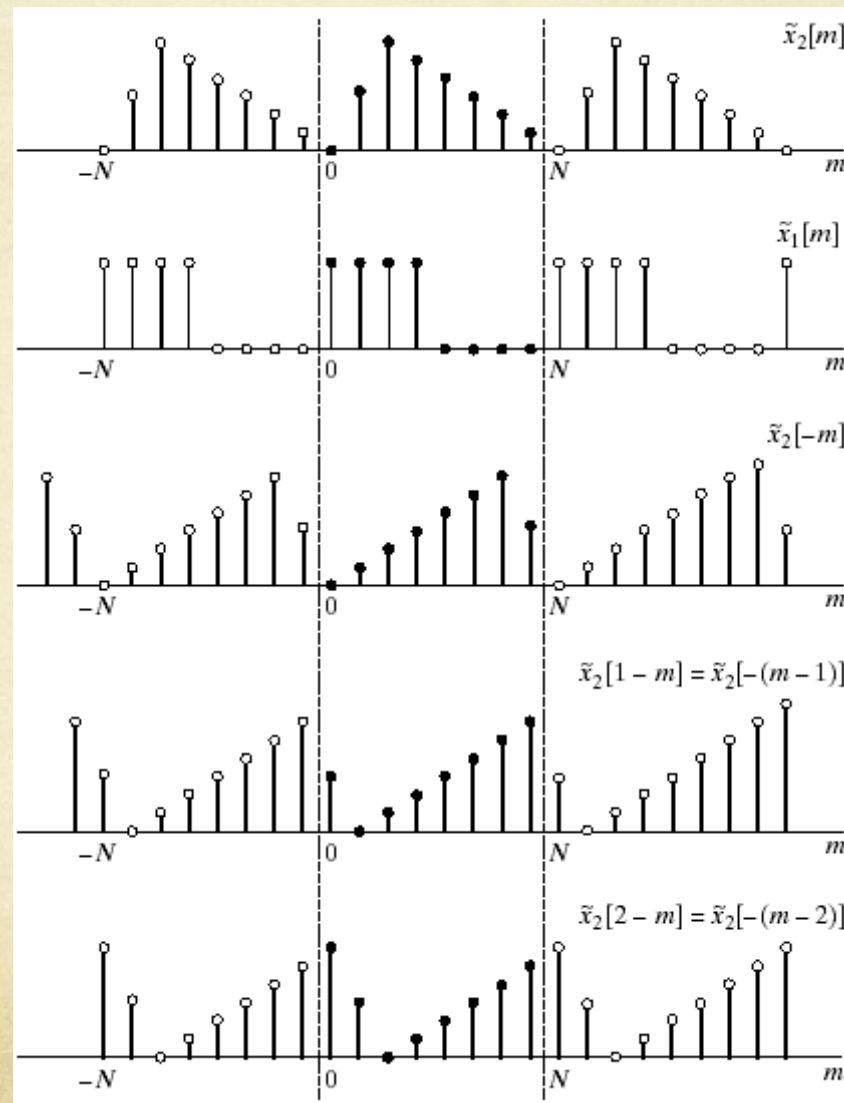 x̃₂[m]
−N 0 N m
x̃₁[m]
−N 0 N m
x̃₂[−m]
−N 0 N m
x̃₂[1 − m] = x̃₂[−(m − 1)]
−N 0 N m
x̃₂[2 − m] = x̃₂[−(m − 2)]
−N 0 N m